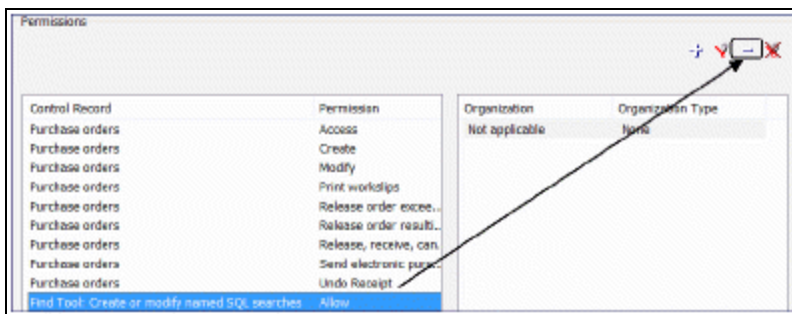 Permissions
Control Record Permission Organization Organization Type
Purchase orders Access Not applicable None
Purchase orders Create
Purchase orders Modify
Purchase orders Print workslips
Purchase orders Release order excee...
Purchase orders Release order resulti...
Purchase orders Release, receive, can.
Purchase orders Send electronic purc...
Purchase orders Undo Receipt
Find Tool: Create or modify named SQL searches Allow